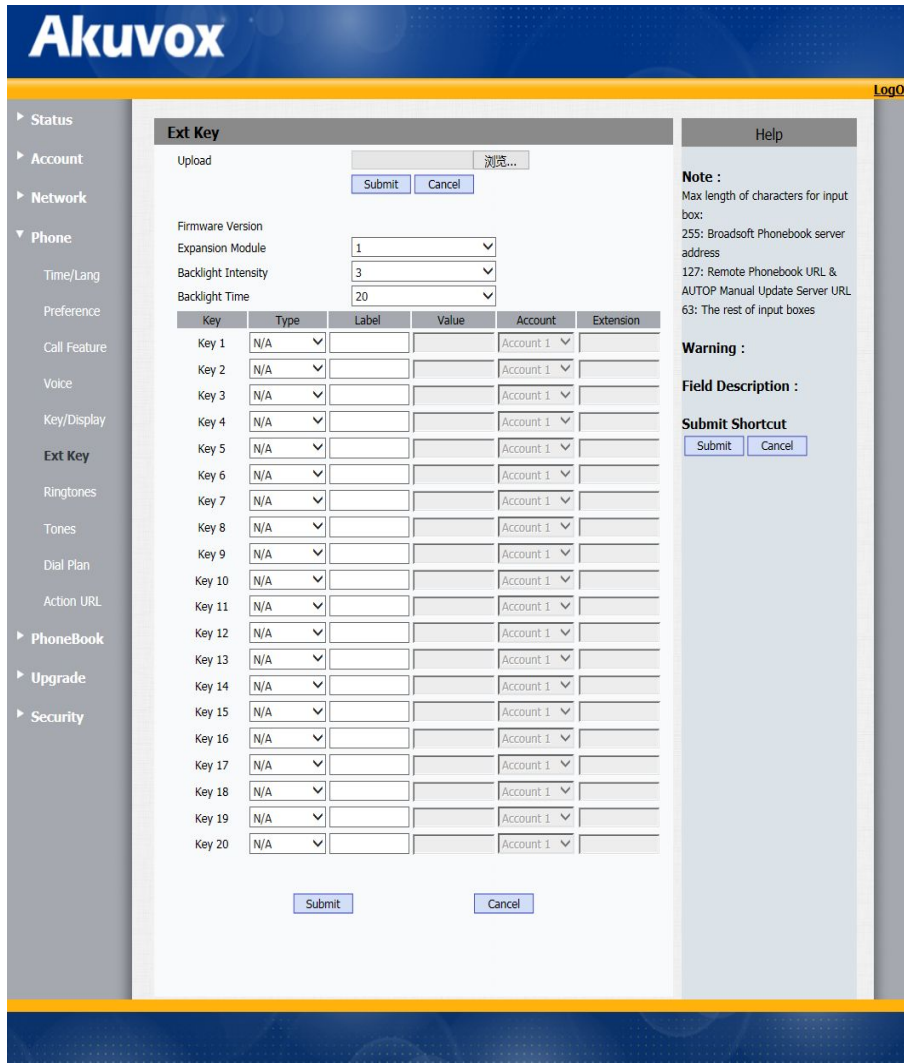 Akuvox
LogO
Status
Account
Network
Phone
Time/Lang
Preference
Call Feature
Voice
Key/Display
Ext Key
Ringtones
Tones
Dial Plan
Action URL
PhoneBook
Upgrade
Security
Ext Key
Upload 浏览...
Submit Cancel
Firmware Version
Expansion Module 1
Backlight Intensity 3
Backlight Time 20
Key Type Label Value Account Extension
Key 1 N/A Account 1
Key 2 N/A Account 1
Key 3 N/A Account 1
Key 4 N/A Account 1
Key 5 N/A Account 1
Key 6 N/A Account 1
Key 7 N/A Account 1
Key 8 N/A Account 1
Key 9 N/A Account 1
Key 10 N/A Account 1
Key 11 N/A Account 1
Key 12 N/A Account 1
Key 13 N/A Account 1
Key 14 N/A Account 1
Key 15 N/A Account 1
Key 16 N/A Account 1
Key 17 N/A Account 1
Key 18 N/A Account 1
Key 19 N/A Account 1
Key 20 N/A Account 1
Submit Cancel
Help
Note :
Max length of characters for input
box:
255: Broadsoft Phonebook server
address
127: Remote Phonebook URL &
AUTOP Manual Update Server URL
63: The rest of input boxes
Warning :
Field Description :
Submit Shortcut
Submit Cancel